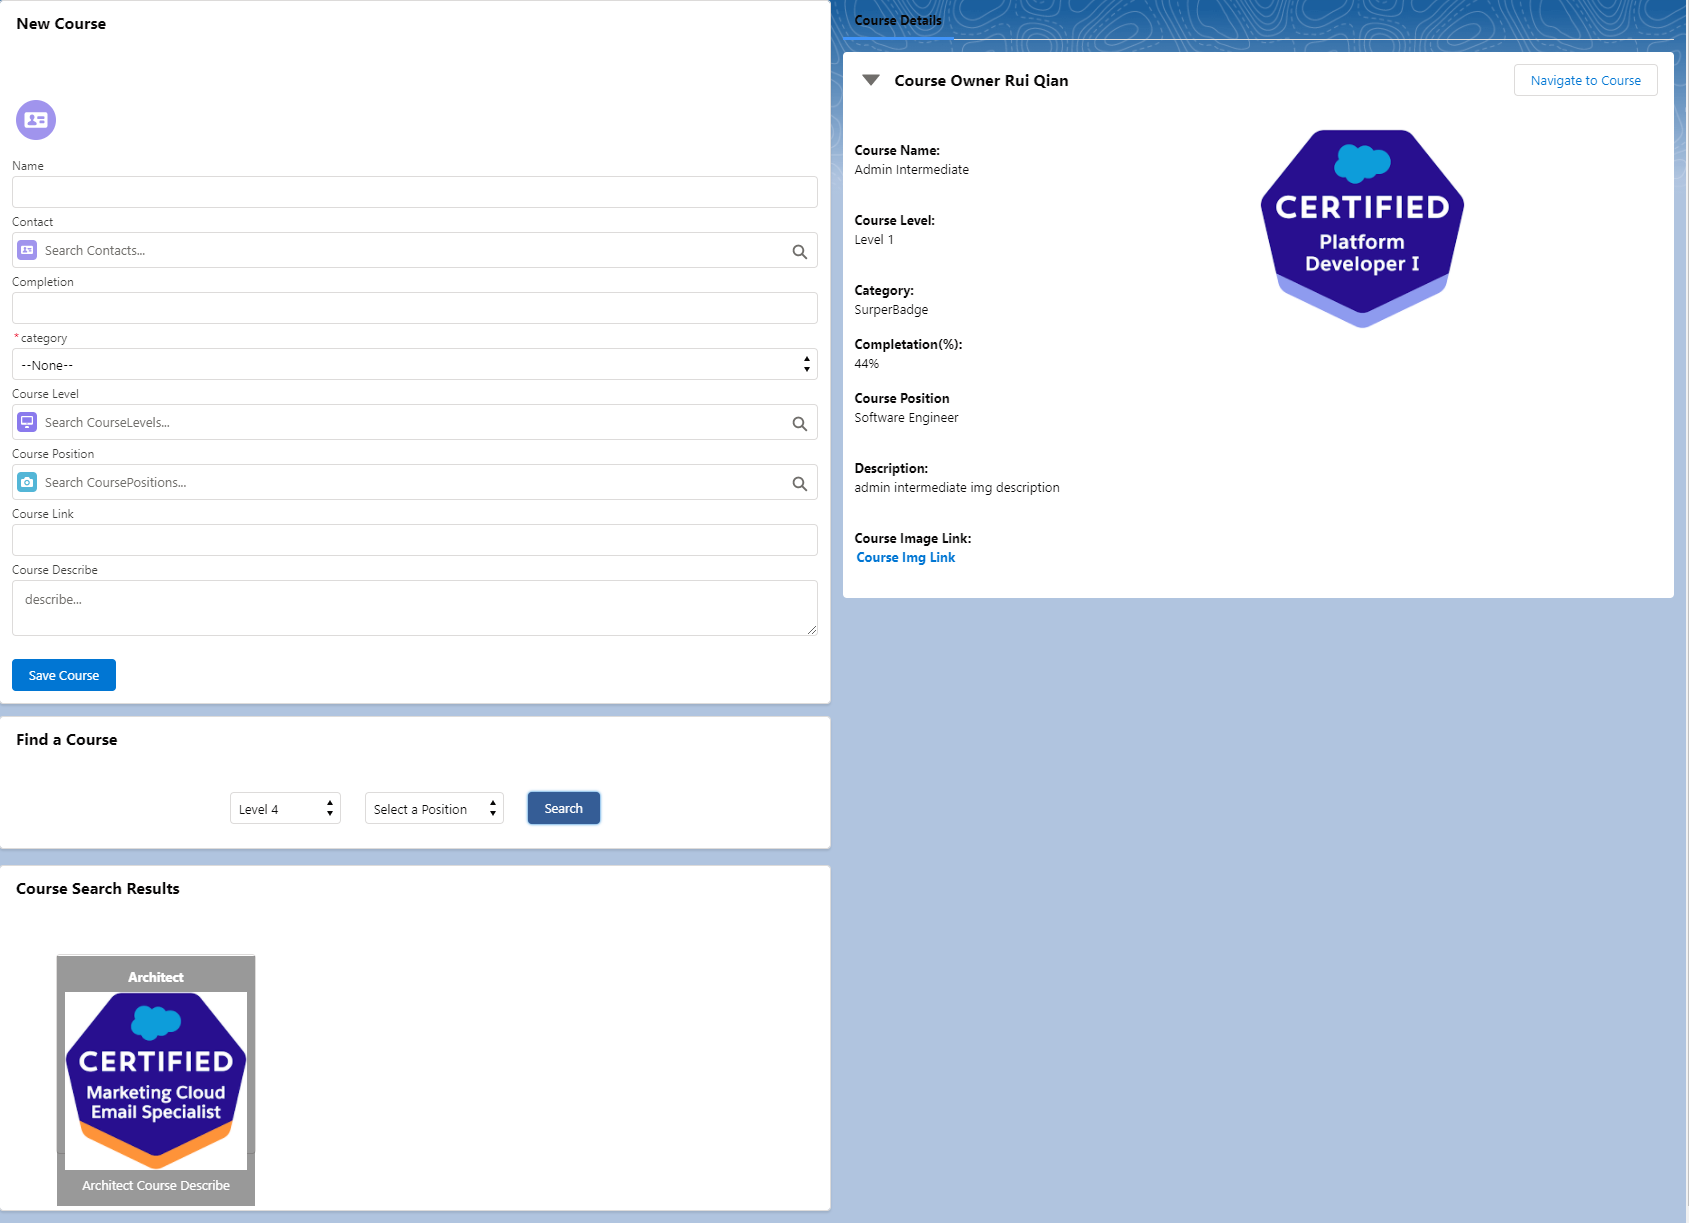 New Course
Name
Contact
Search Contacts...
Completion
*category
--None--
Course Level
Search CourseLevels...
Course Position
Search CoursePositions...
Course Link
Course Describe
describe...
Save Course
Find a Course
Level 4
Select a Position
Search
Course Search Results
Architect
CERTIFIED
Marketing Cloud
Email Specialist
Architect Course Describe
Course Details
Course Owner Rui Qian
Navigate to Course
Course Name:
Admin Intermediate
Course Level:
Level 1
Category:
SurperBadge
Completation(%):
44%
Course Position
Software Engineer
Description:
admin intermediate img description
Course Image Link:
Course Img Link
CERTIFIED
Platform
Developer I